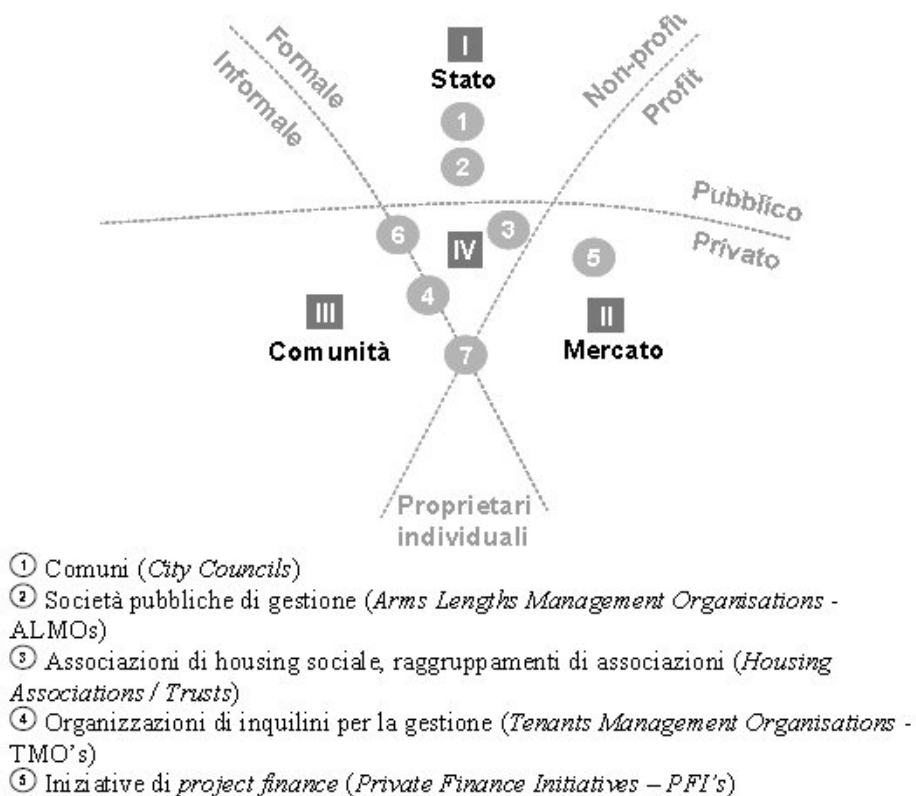 I
Stato
Formale
Informale
Non-profit
Profit
1
2
Pubblico
Privato
6
IV
3
5
4
III
Comunità
II
Mercato
7
Proprietari
individuali
① Comuni (City Councils)
② Società pubbliche di gestione (Arms Lengths Management Organisations -
ALMOs)
③ Associazioni di housing sociale, raggruppamenti di associazioni (Housing
Associations / Trusts)
④ Organizzazioni di inquilini per la gestione (Tenants Management Organisations -
TMO's)
⑤ Iniziative di project finance (Private Finance Initiatives – PFI's)